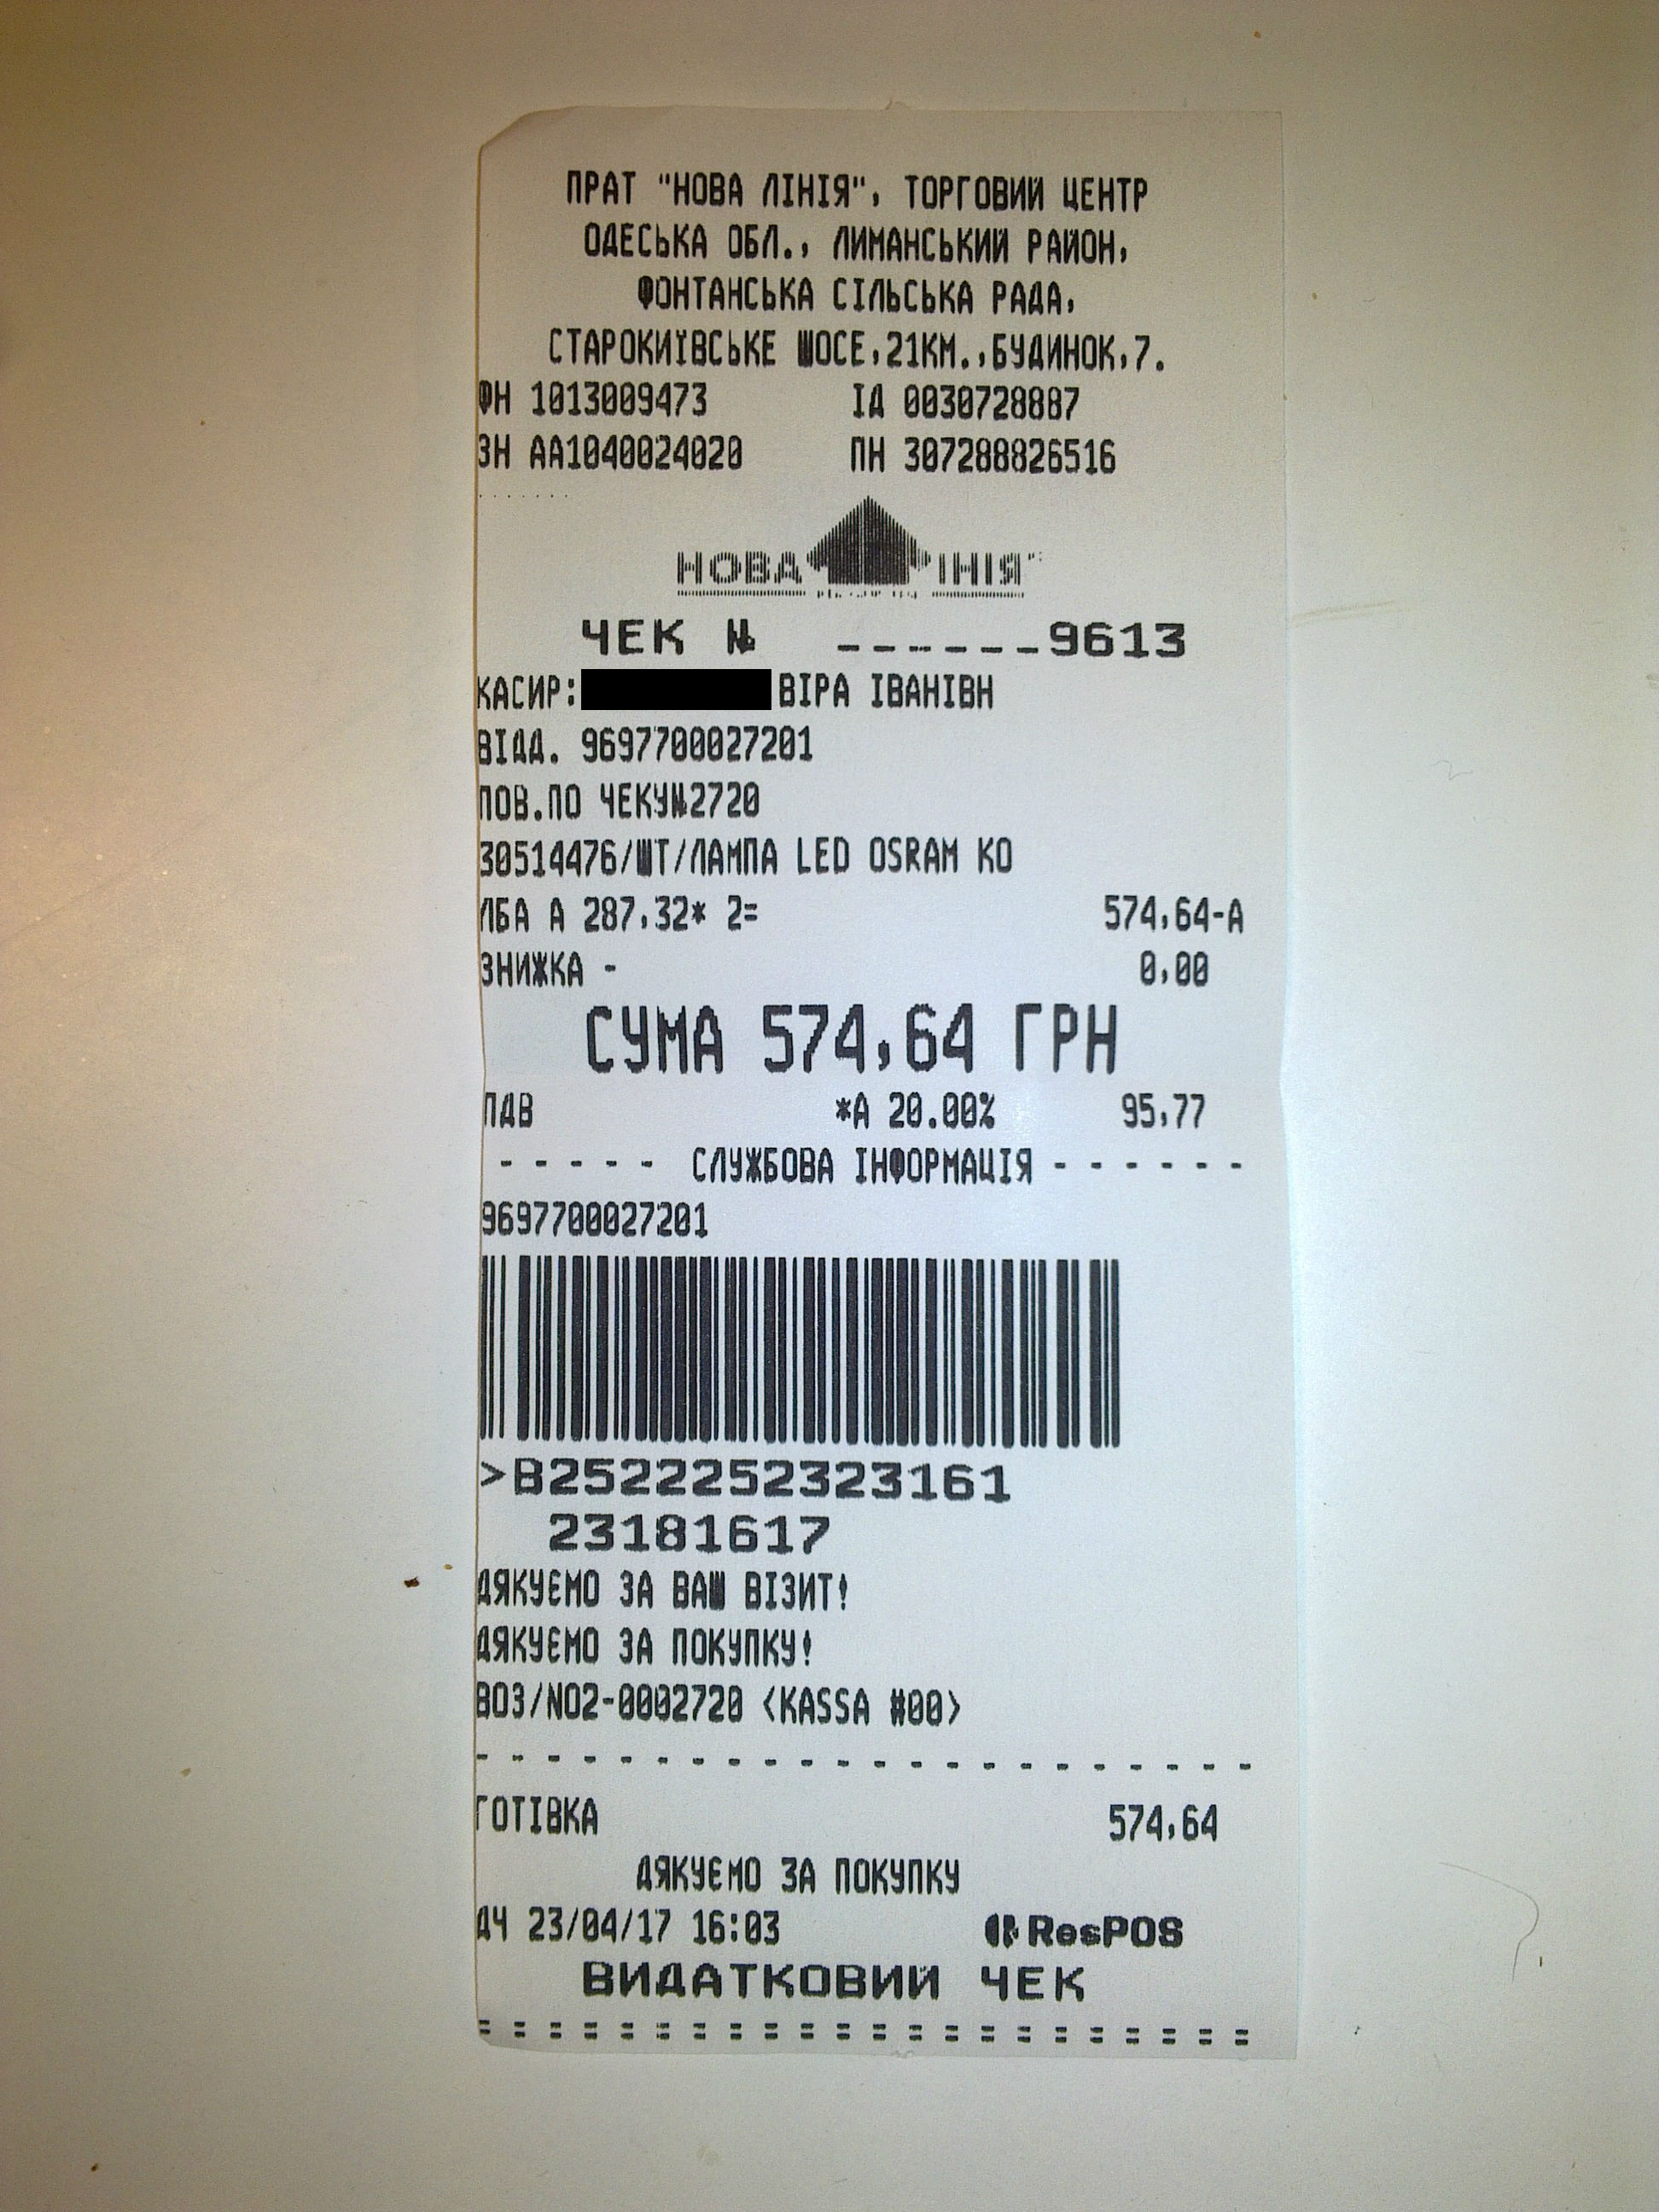 ПРАТ "НОВА ЛІНІЯ", ТОРГОВИЙ ЦЕНТР
ОДЕСЬКА ОБЛ., ЛИМАНСЬКИЙ РАЙОН,
ФОНТАНСЬКА СІЛЬСЬКА РАДА,
СТАРОКИЇВСЬКЕ ШОСЕ,21КМ.,БУДИНОК,7.
ФН 1013009473 ІД 0030728887
ЗН АА1040024020 ПН 307288826516
НОВА ЛІНІЯ
ЧЕК № ______9613
КАСИР: ВІРА ІВАНІВН
ВІДД. 9697700027201
ПОВ.ПО ЧЕКУ№2720
30514476/ШТ/ЛАМПА LED OSRAM КО
ЛБА А 287,32* 2= 574,64-А
ЗНИЖКА - 0,00
СУМА 574,64 ГРН
ПДВ *А 20.00% 95,77
- - - - - СЛУЖБОВА ІНФОРМАЦІЯ - - - - - -
9697700027201
>B2522252323161
23181617
ДЯКУЄМО ЗА ВАШ ВІЗИТ!
ДЯКУЄМО ЗА ПОКУПКУ!
B03/N02-0002720 <KASSA #00>
ГОТІВКА 574,64
ДЯКУЄМО ЗА ПОКУПКУ
ДЧ 23/04/17 16:03 ResPOS
ВИДАТКОВИЙ ЧЕК